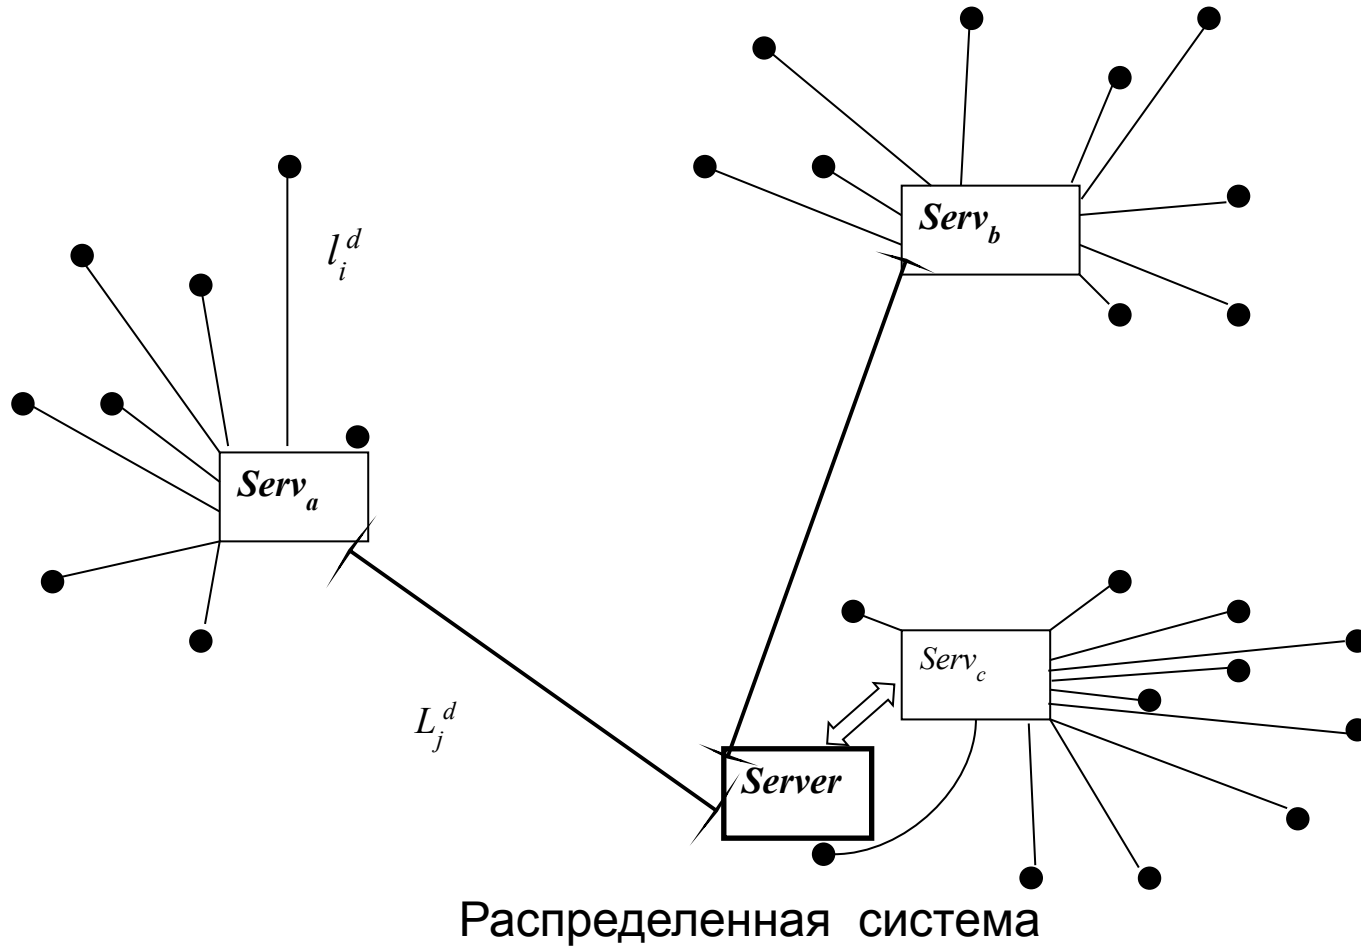 Serv_b
l_i^d
Serv_a
Serv_c
L_j^d
Server
Распределенная система